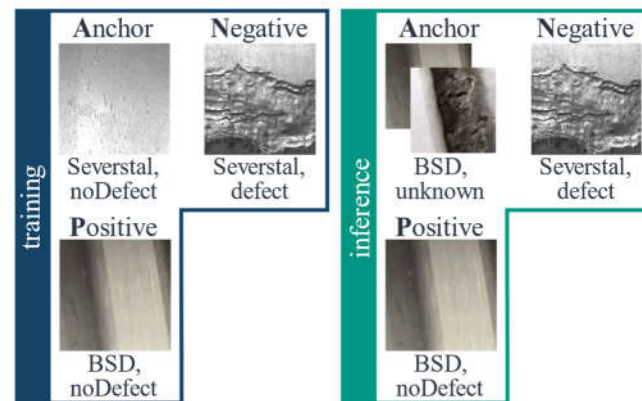 training
Anchor
Negative
Severstal,
noDefect
Severstal,
defect
Positive
BSD,
noDefect
inference
Anchor
Negative
BSD,
unknown
Severstal,
defect
Positive
BSD,
noDefect